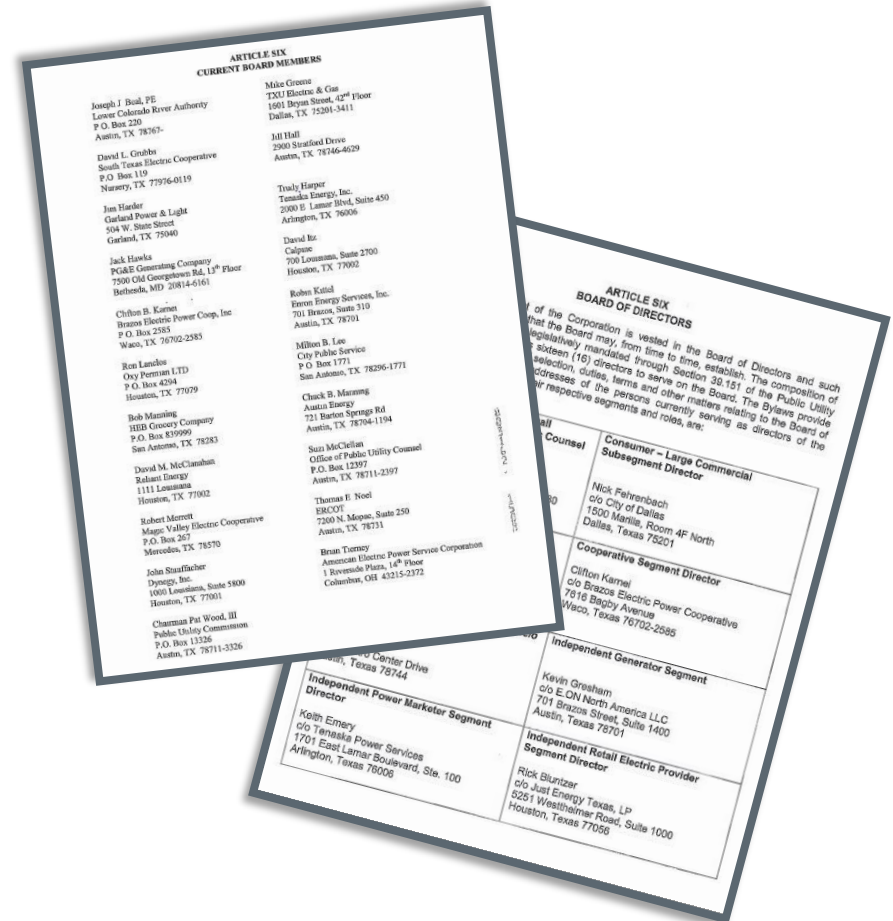 ARTICLE SIX
CURRENT BOARD MEMBERS
Joseph J Beal, PE
Lower Colorado River Authority
P O. Box 220
Austin, TX 78767-
David L. Grubbs
South Texas Electric Cooperative
P.O Box 119
Nursery, TX 77976-0119
Jim Harder
Garland Power & Light
504 W. State Street
Garland, TX 75040
Jack Hawks
PG&E Generating Company
7500 Old Georgetown Rd, 13th Floor
Bethesda, MD 20814-6161
Clifton B. Karnei
Brazos Electric Power Coop, Inc
P O. Box 2585
Waco, TX 76702-2585
Ron Lanclos
Oxy Permian LTD
P O. Box 4294
Houston, TX 77079
Bob Manning
HEB Grocery Company
P.O. Box 839999
San Antonio, TX 78283
David M. McClanahan
Reliant Energy
1111 Louisiana
Houston, TX 77002
Robert Merrett
Magic Valley Electric Cooperative
P.O. Box 267
Mercedes, TX 78570
John Stauffacher
Dynegy, Inc.
1000 Louisiana, Suite 5800
Houston, TX 77001
Chairman Pat Wood, III
Public Utility Commission
P.O. Box 13326
Austin, TX 78711-3326
Mike Greene
TXU Electric & Gas
1601 Bryan Street, 42nd Floor
Dallas, TX 75201-3411
Jill Hall
2900 Stratford Drive
Austin, TX 78746-4629
Trudy Harper
Tenaska Energy, Inc.
2000 E Lamar Blvd, Suite 450
Arlington, TX 76006
David Itz
Calpine
700 Louisiana, Suite 2700
Houston, TX 77002
Robin Kittel
Enron Energy Services, Inc.
701 Brazos, Suite 310
Austin, TX 78701
Milton B. Lee
City Public Service
P O Box 1771
San Antonio, TX 78296-1771
Chuck B. Manning
Austin Energy
721 Barton Springs Rd
Austin, TX 78704-1194
Suzi McClellan
Office of Public Utility Counsel
P.O. Box 12397
Austin, TX 78711-2397
Thomas E Noel
ERCOT
7200 N. Mopac, Suite 250
Austin, TX 78731
Brian Tierney
American Electric Power Service Corporation
1 Riverside Plaza, 14th Floor
Columbus, OH 43215-2372
ARTICLE SIX
BOARD OF DIRECTORS
of the Corporation is vested in the Board of Directors and such
that the Board may, from time to time, establish. The composition of
legislatively mandated through Section 39.151 of the Public Utility
sixteen (16) directors to serve on the Board. The Bylaws provide
selection, duties, terms and other matters relating to the Board of
addresses of the persons currently serving as directors of the
respective segments and roles, are:
Counsel
Consumer – Large Commercial
Subsegment Director
Nick Fehrenbach
c/o City of Dallas
1500 Marilla, Room 4F North
Dallas, Texas 75201
Cooperative Segment Director
Clifton Karnei
c/o Brazos Electric Power Cooperative
7616 Bagby Avenue
Waco, Texas 76702-2585
Center Drive
Texas 78744
Independent Generator Segment
Kevin Gresham
c/o E.ON North America LLC
701 Brazos Street, Suite 1400
Austin, Texas 78701
Independent Power Marketer Segment
Director
Keith Emery
c/o Tenaska Power Services
1701 East Lamar Boulevard, Ste. 100
Arlington, Texas 76006
Independent Retail Electric Provider
Segment Director
Rick Bluntzer
c/o Just Energy Texas, LP
5251 Westheimer Road, Suite 1000
Houston, Texas 77056